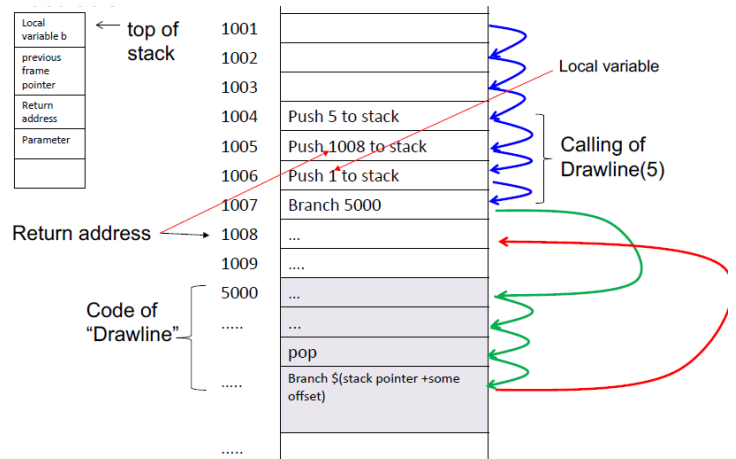 Local
variable b
previous
frame
pointer
Return
address
Parameter
top of
stack
1001
1002
1003
1004 Push 5 to stack
1005 Push 1008 to stack
1006 Push 1 to stack
1007 Branch 5000
1008 ...
1009 ....
5000 ...
..... ...
pop
..... Branch $(stack pointer +some
offset)
.....
Local variable
Calling of
Drawline(5)
Return address
Code of
“Drawline”